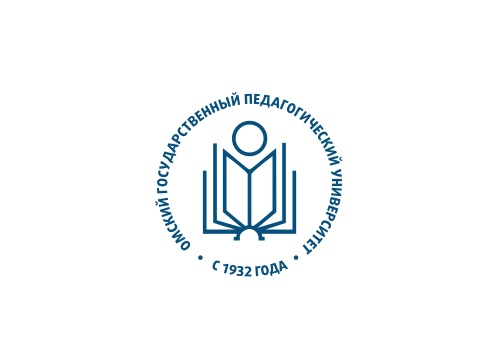 ОМСКИЙ ГОСУДАРСТВЕННЫЙ ПЕДАГОГИЧЕСКИЙ УНИВЕРСИТЕТ
• С 1932 ГОДА •